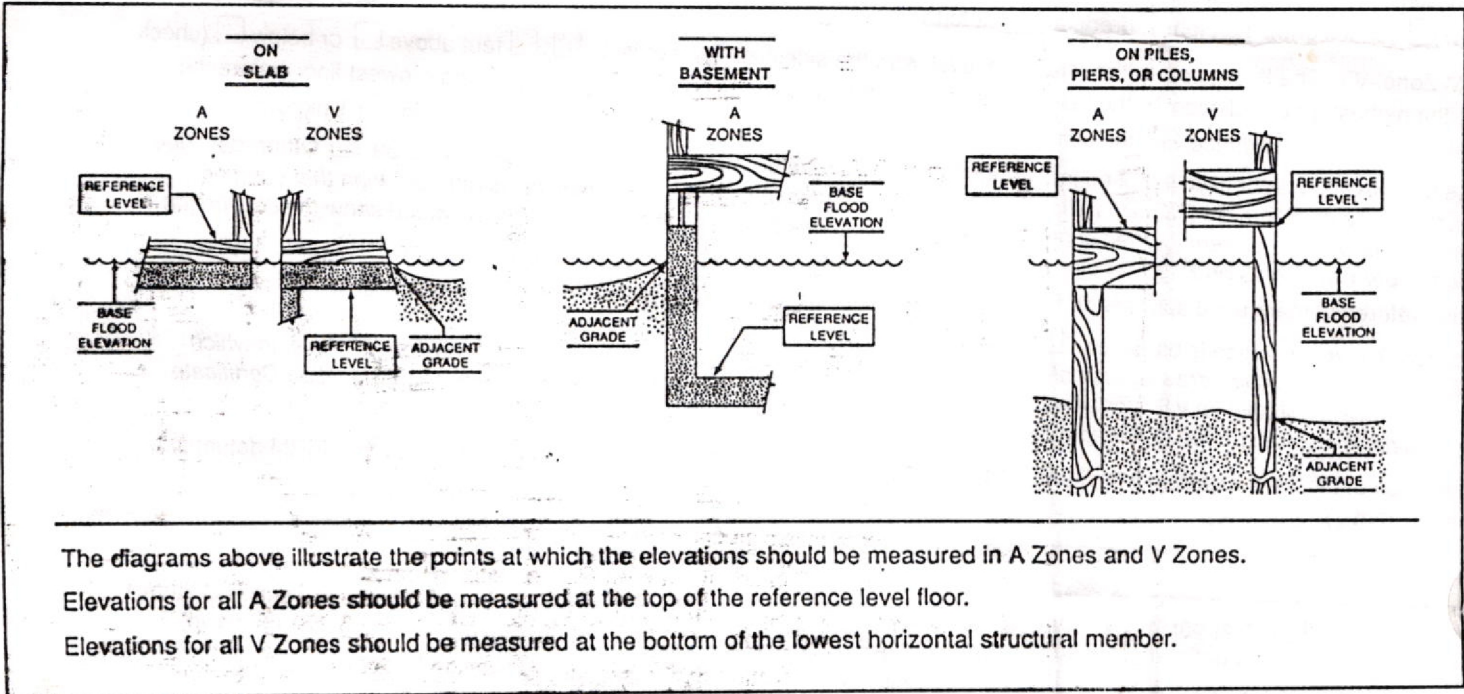 ON
SLAB
A
ZONES
V
ZONES
REFERENCE
LEVEL
BASE
FLOOD
ELEVATION
REFERENCE
LEVEL
ADJACENT
GRADE
WITH
BASEMENT
A
ZONES
BASE
FLOOD
ELEVATION
ADJACENT
GRADE
REFERENCE
LEVEL
ON PILES,
PIERS, OR COLUMNS
A
ZONES
V
ZONES
REFERENCE
LEVEL
REFERENCE
LEVEL
BASE
FLOOD
ELEVATION
ADJACENT
GRADE
The diagrams above illustrate the points at which the elevations should be measured in A Zones and V Zones.
Elevations for all A Zones should be measured at the top of the reference level floor.
Elevations for all V Zones should be measured at the bottom of the lowest horizontal structural member.